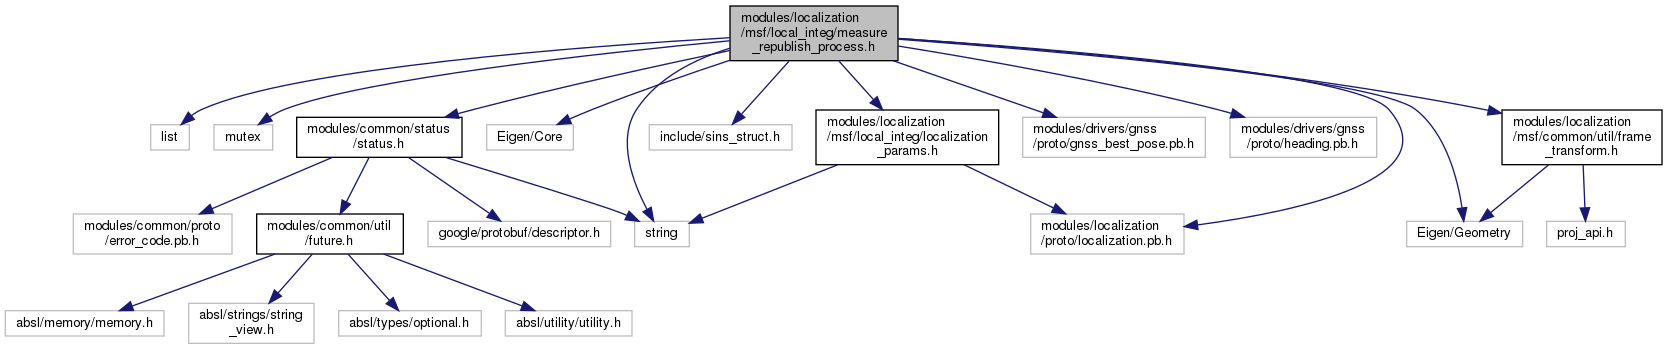 modules/localization
/msf/local_integ/measure
_republish_process.h
list
mutex
modules/common/status
/status.h
Eigen/Core
include/sins_struct.h
modules/localization
/msf/local_integ/localization
_params.h
modules/drivers/gnss
/proto/gnss_best_pose.pb.h
modules/drivers/gnss
/proto/heading.pb.h
modules/localization
/msf/common/util/frame
_transform.h
modules/common/proto
/error_code.pb.h
modules/common/util
/future.h
google/protobuf/descriptor.h
string
modules/localization
/proto/localization.pb.h
Eigen/Geometry
proj_api.h
absl/memory/memory.h
absl/strings/string
_view.h
absl/types/optional.h
absl/utility/utility.h